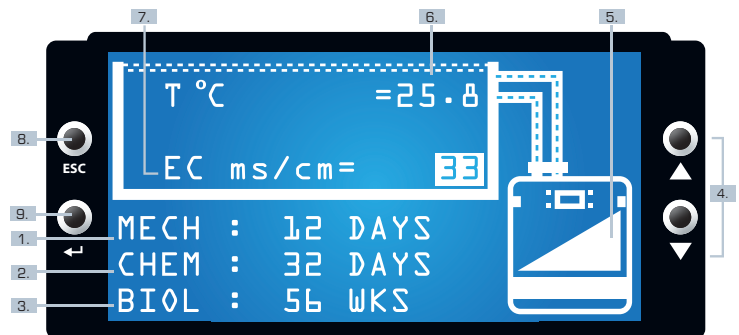 7.
6.
5.
T °C =25.8
8.
ESC
EC ms/cm= 33
4.
9.
1.
MECH : 12 DAYS
2.
CHEM : 32 DAYS
3.
BIOL : 56 WKS